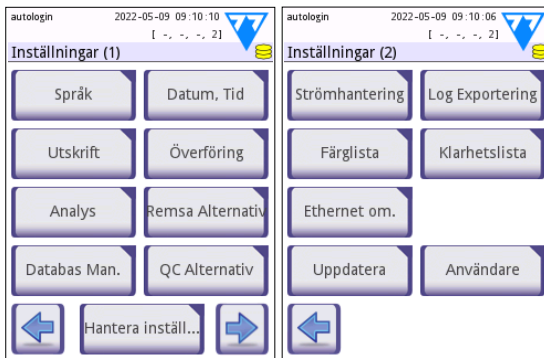 autologin 2022-05-09 09:10:10
[ -, -, -, 2]
Inställningar (1)
Språk Datum, Tid
Utskrift Överföring
Analys Remsa Alternativ
Databas Man. QC Alternativ
Hantera inställ...
autologin 2022-05-09 09:10:06
[ -, -, -, 2]
Inställningar (2)
Strömhantering Log Exportering
Färglista Klarhetslista
Ethernet om.
Uppdatera Användare